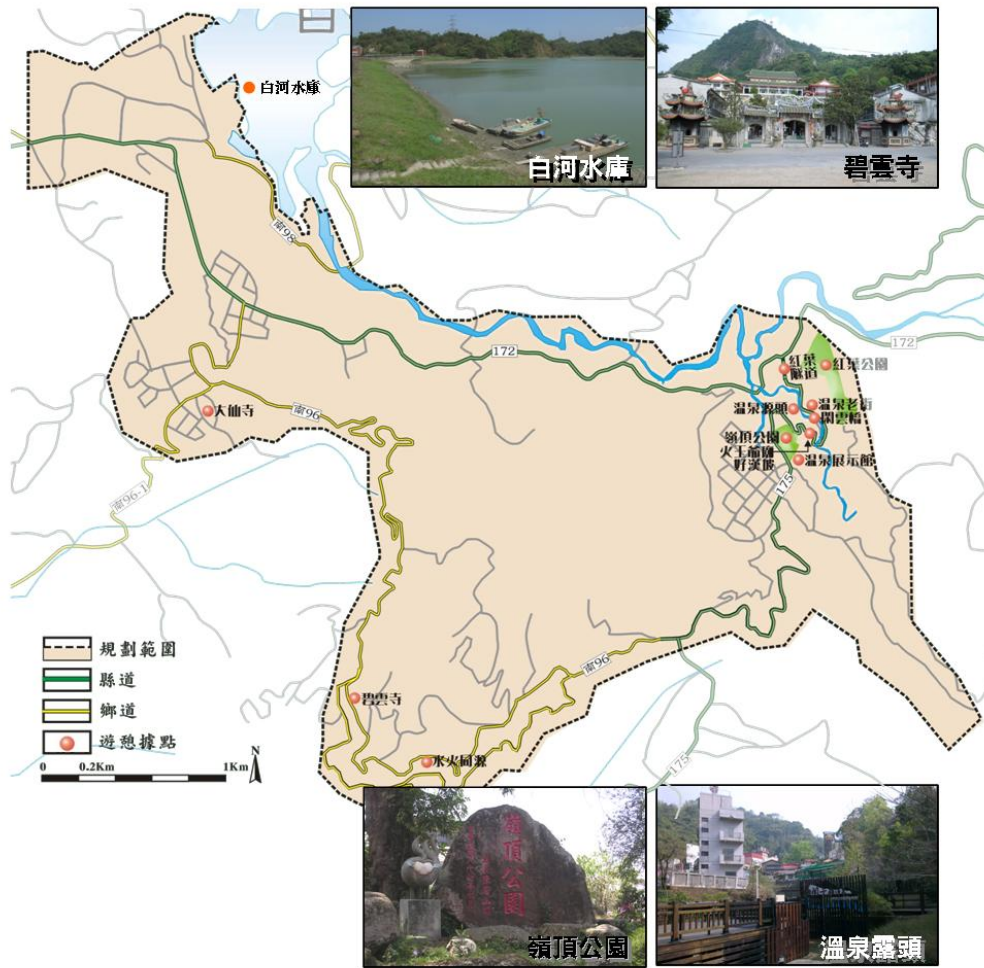 白河水庫
白河水庫
碧雲寺
南98
172
172
紅葉
隧道
紅葉公園
大仙寺
南96
溫泉源頭
溫泉老街
閑雲橋
嶺頂公園
火王爺廟
好漢坡
溫泉展示館
175
南96-1
規劃範圍
縣道
鄉道
遊憩據點
0
0.2Km
1Km
N
南96
碧雲寺
水火同源
175
嶺頂公園
嶺頂公園
溫泉露頭